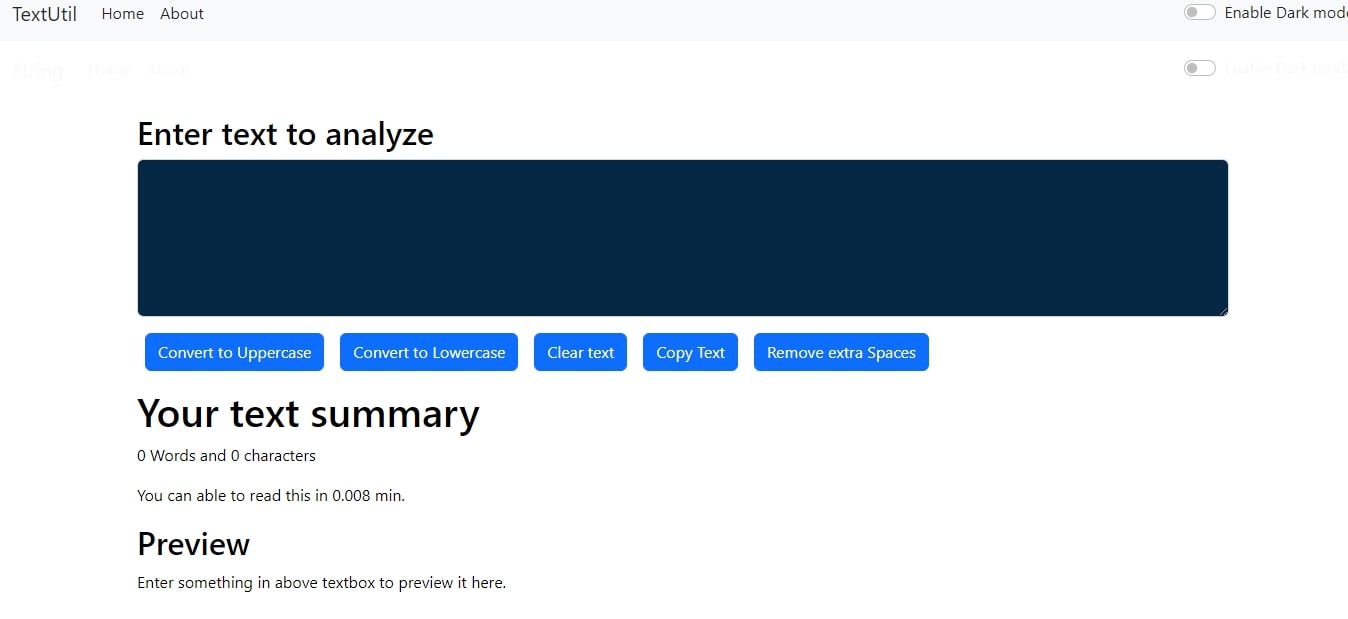 TextUtil Home About Enable Dark mode
String Home About Enable Dark mode
Enter text to analyze
Convert to Uppercase Convert to Lowercase Clear text Copy Text Remove extra Spaces
Your text summary
0 Words and 0 characters
You can able to read this in 0.008 min.
Preview
Enter something in above textbox to preview it here.